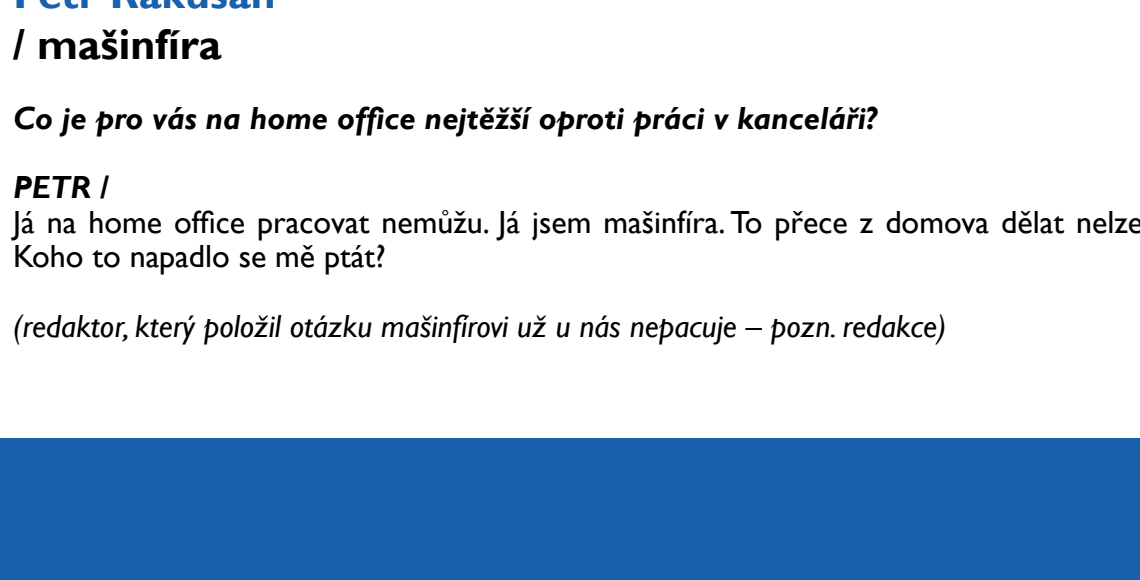 Petr Rakušan
/ mašinfíra
Co je pro vás na home office nejtěžší oproti práci v kanceláři?
PETR /
Já na home office pracovat nemůžu. Já jsem mašinfíra. To přece z domova dělat nelze
Koho to napadlo se mě ptát?
(redaktor, který položil otázku mašinfírovi už u nás nepacuje – pozn. redakce)